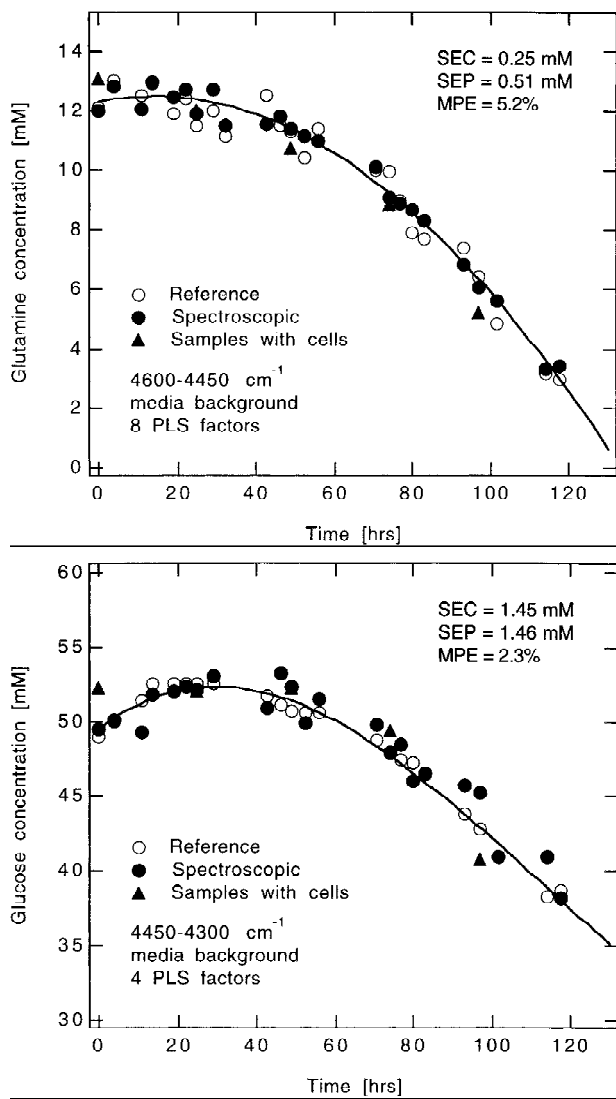 14
12
10
8
6
4
2
0
Glutamine concentration [mM]
SEC = 0.25 mM
SEP = 0.51 mM
MPE = 5.2%
Reference
Spectroscopic
Samples with cells
4600-4450 cm⁻¹
media background
8 PLS factors
0 20 40 60 80 100 120
Time [hrs]
60
55
50
45
40
35
30
Glucose concentration [mM]
SEC = 1.45 mM
SEP = 1.46 mM
MPE = 2.3%
Reference
Spectroscopic
Samples with cells
4450-4300 cm⁻¹
media background
4 PLS factors
0 20 40 60 80 100 120
Time [hrs]